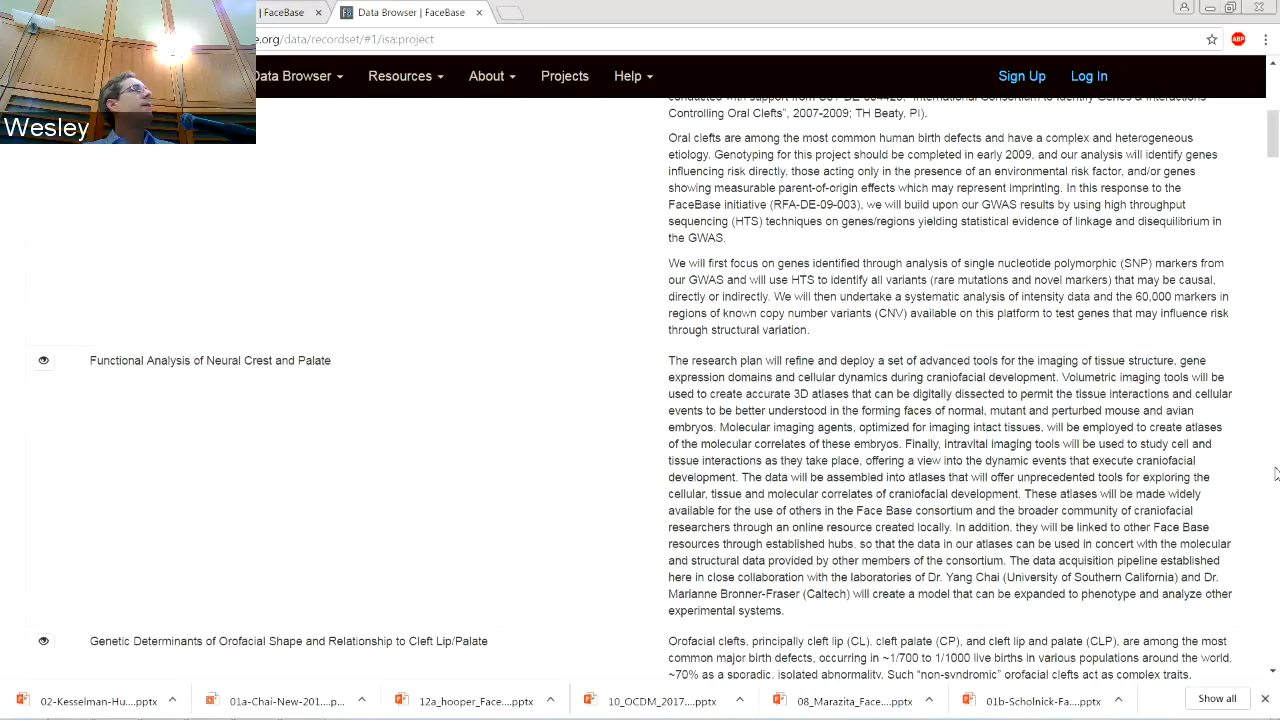 | FaceBase
Data Browser | FaceBase
e.org/data/recordset/#1/isa:project
ABP
Wesley
Data Browser
Resources
About
Projects
Help
Sign Up
Log In
Controlling Oral Clefts", 2007-2009; TH Beaty, PI).
Oral clefts are among the most common human birth defects and have a complex and heterogeneous
etiology. Genotyping for this project should be completed in early 2009, and our analysis will identify genes
influencing risk directly, those acting only in the presence of an environmental risk factor, and/or genes
showing measurable parent-of-origin effects which may represent imprinting. In this response to the
FaceBase initiative (RFA-DE-09-003), we will build upon our GWAS results by using high throughput
sequencing (HTS) techniques on genes/regions yielding statistical evidence of linkage and disequilibrium in
the GWAS.
We will first focus on genes identified through analysis of single nucleotide polymorphic (SNP) markers from
our GWAS and will use HTS to identify all variants (rare mutations and novel markers) that may be causal,
directly or indirectly. We will then undertake a systematic analysis of intensity data and the 60,000 markers in
regions of known copy number variants (CNV) available on this platform to test genes that may influence risk
through structural variation.
Functional Analysis of Neural Crest and Palate
The research plan will refine and deploy a set of advanced tools for the imaging of tissue structure, gene
expression domains and cellular dynamics during craniofacial development. Volumetric imaging tools will be
used to create accurate 3D atlases that can be digitally dissected to permit the tissue interactions and cellular
events to be better understood in the forming faces of normal, mutant and perturbed mouse and avian
embryos. Molecular imaging agents, optimized for imaging intact tissues, will be employed to create atlases
of the molecular correlates of these embryos. Finally, intravital imaging tools will be used to study cell and
tissue interactions as they take place, offering a view into the dynamic events that execute craniofacial
development. The data will be assembled into atlases that will offer unprecedented tools for exploring the
cellular, tissue and molecular correlates of craniofacial development. These atlases will be made widely
available for the use of others in the Face Base consortium and the broader community of craniofacial
researchers through an online resource created locally. In addition, they will be linked to other Face Base
resources through established hubs, so that the data in our atlases can be used in concert with the molecular
and structural data provided by other members of the consortium. The data acquisition pipeline established
here in close collaboration with the laboratories of Dr. Yang Chai (University of Southern California) and Dr.
Marianne Bronner-Fraser (Caltech) will create a model that can be expanded to phenotype and analyze other
experimental systems.
Genetic Determinants of Orofacial Shape and Relationship to Cleft Lip/Palate
Orofacial clefts, principally cleft lip (CL), cleft palate (CP), and cleft lip and palate (CLP), are among the most
common major birth defects, occurring in ~1/700 to 1/1000 live births in various populations around the world,
~70% as a sporadic, isolated abnormality. Such "non-syndromic" orofacial clefts act as complex traits.
02-Kesselman-Hu....pptx
01a-Chai-New-201....p...
12a_hooper_Face....pptx
10_OCDM_2017....pptx
08_Marazita_Face....pptx
01b-Scholnick-Fa....pptx
Show all